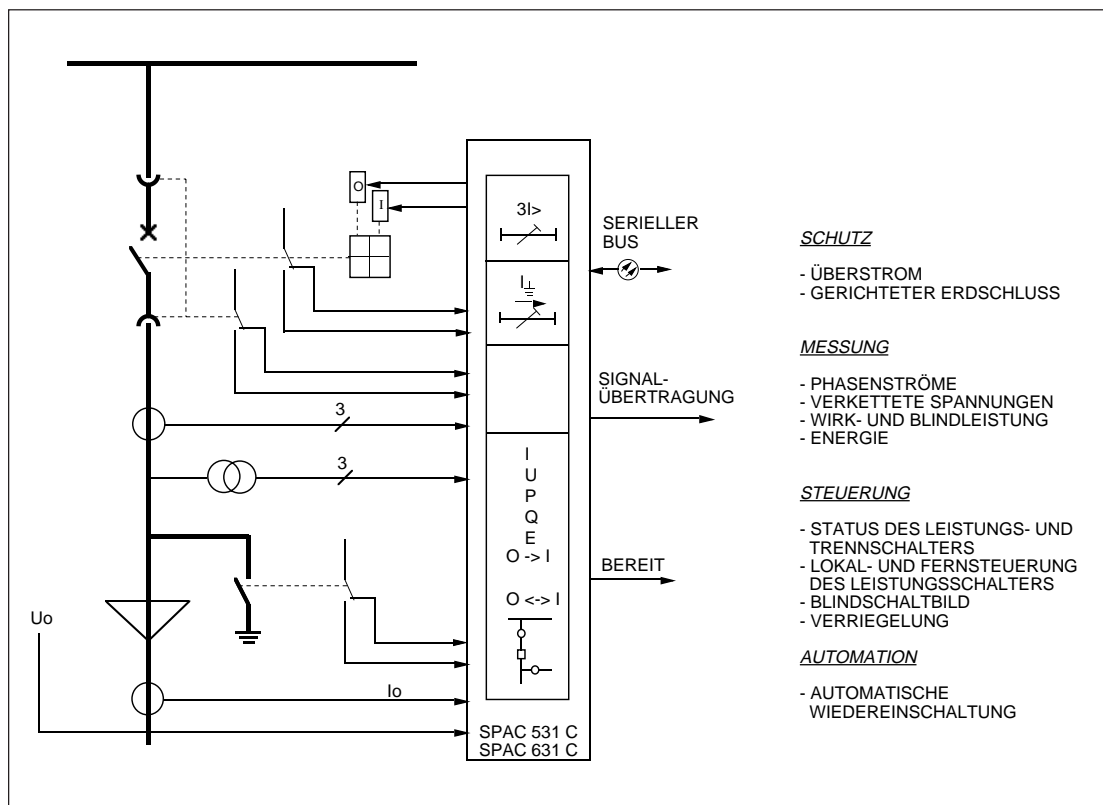 O
I
3I>
I
SERIELLER
BUS
SIGNAL-
ÜBERTRAGUNG
BEREIT
3
3
I
U
P
Q
E
O -> I
O <-> I
Uo
Io
SPAC 531 C
SPAC 631 C
SCHUTZ
- ÜBERSTROM
- GERICHTETER ERDSCHLUSS
MESSUNG
- PHASENSTRÖME
- VERKETTETE SPANNUNGEN
- WIRK- UND BLINDLEISTUNG
- ENERGIE
STEUERUNG
- STATUS DES LEISTUNGS- UND
TRENNSCHALTERS
- LOKAL- UND FERNSTEUERUNG
DES LEISTUNGSSCHALTERS
- BLINDSCHALTBILD
- VERRIEGELUNG
AUTOMATION
- AUTOMATISCHE
WIEDEREINSCHALTUNG